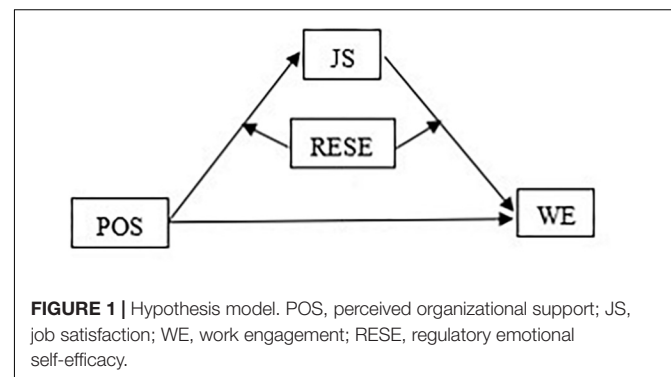 JS
RESE
POS
WE
FIGURE 1 | Hypothesis model. POS, perceived organizational support; JS,
job satisfaction; WE, work engagement; RESE, regulatory emotional
self-efficacy.